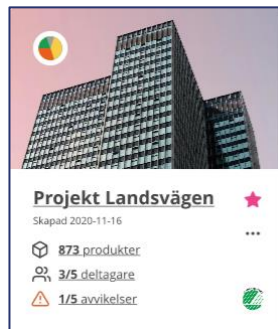 Projekt Landsvägen
Skapad 2020-11-16
873 produkter
3/5 deltagare
1/5 avvikelser